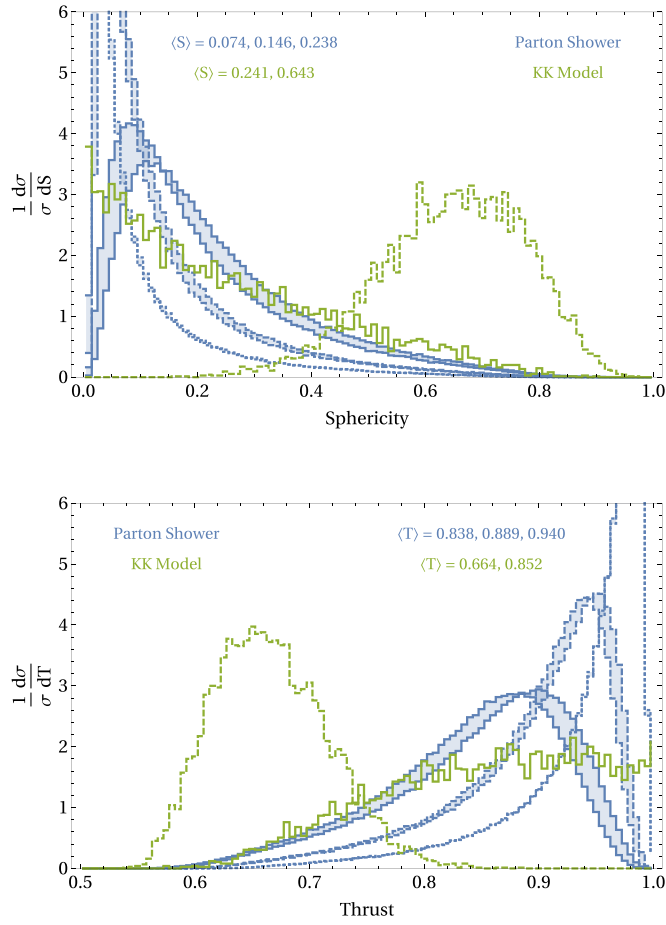 6
5
4
3
2
1
0
1/σ dσ/dS
⟨S⟩ = 0.074, 0.146, 0.238
⟨S⟩ = 0.241, 0.643
Parton Shower
KK Model
0.0 0.2 0.4 0.6 0.8 1.0
Sphericity
6
5
4
3
2
1
0
1/σ dσ/dT
Parton Shower
KK Model
⟨T⟩ = 0.838, 0.889, 0.940
⟨T⟩ = 0.664, 0.852
0.5 0.6 0.7 0.8 0.9 1.0
Thrust